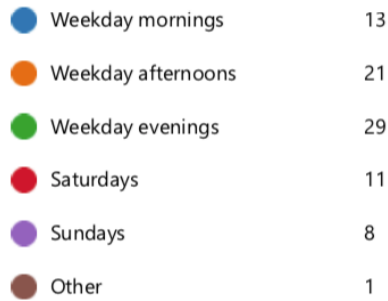 Weekday mornings 13
Weekday afternoons 21
Weekday evenings 29
Saturdays 11
Sundays 8
Other 1